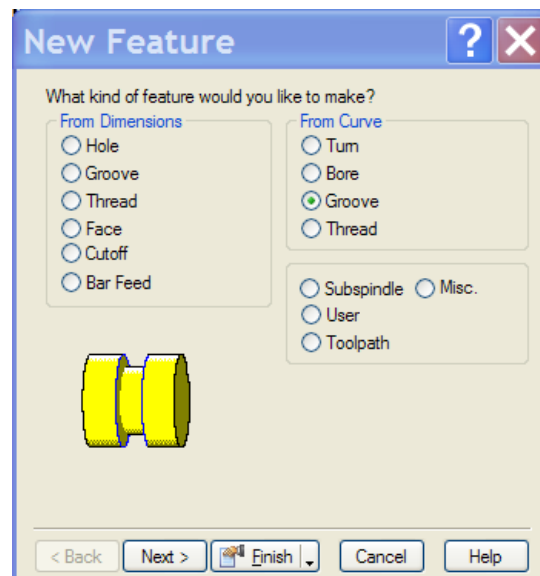 New Feature
What kind of feature would you like to make?
From Dimensions
Hole
Groove
Thread
Face
Cutoff
Bar Feed
From Curve
Turn
Bore
Groove
Thread
Subspindle Misc.
User
Toolpath
< Back Next > Finish Cancel Help